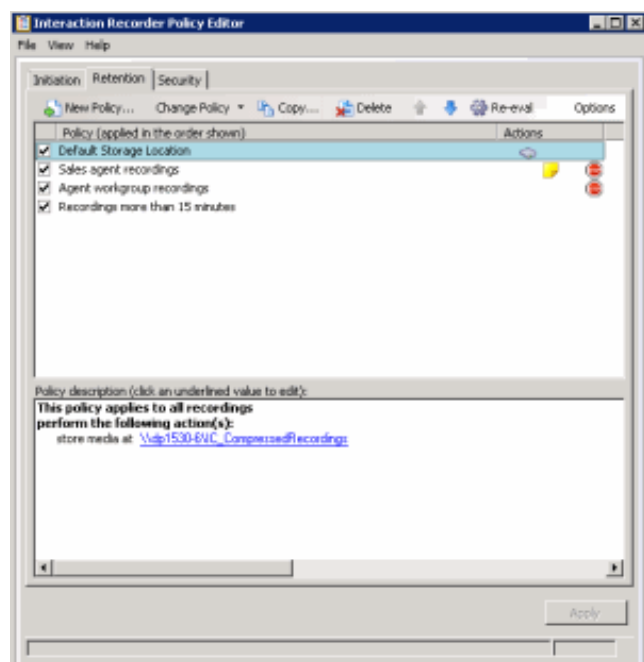 Interaction Recorder Policy Editor
File View Help
Initiation Retention Security
New Policy... Change Policy Copy... Delete Re-eval Options
Policy (applied in the order shown) Actions
Default Storage Location
Sales agent recordings
Agent workgroup recordings
Recordings more than 15 minutes
Policy description (click an underlined value to edit):
This policy applies to all recordings
perform the following action(s):
store media at \\vdp1530-6\IC_CompressedRecordings
Apply